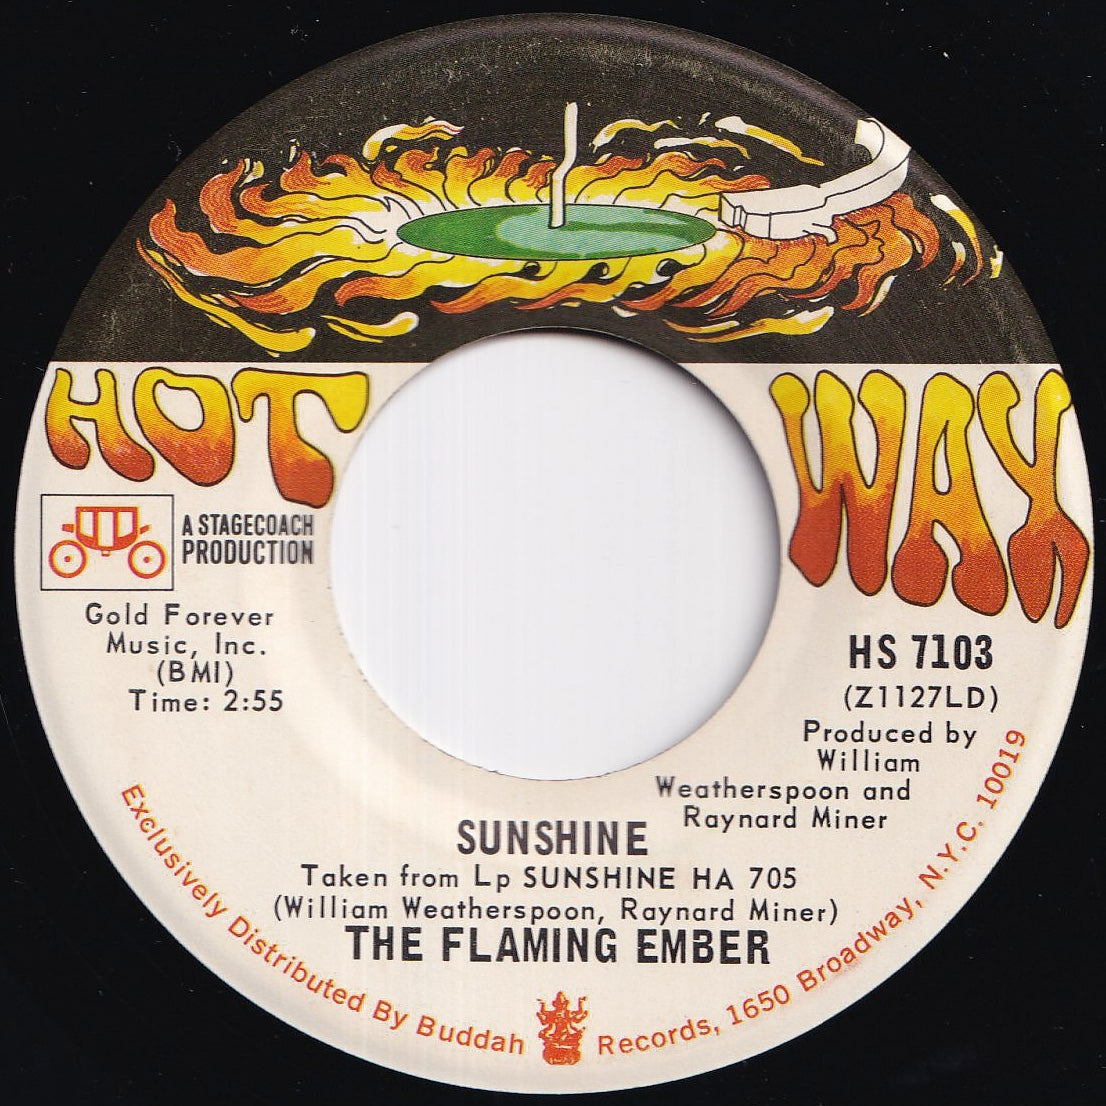 HOT WAX
A STAGECOACH
PRODUCTION
Gold Forever
Music, Inc.
(BMI)
Time: 2:55
HS 7103
(Z1127LD)
Produced by
William
Weatherspoon and
Raynard Miner
SUNSHINE
Taken from Lp SUNSHINE HA 705
(William Weatherspoon, Raynard Miner)
THE FLAMING EMBER
Exclusively Distributed By Buddah Records, 1650 Broadway, N.Y.C. 10019